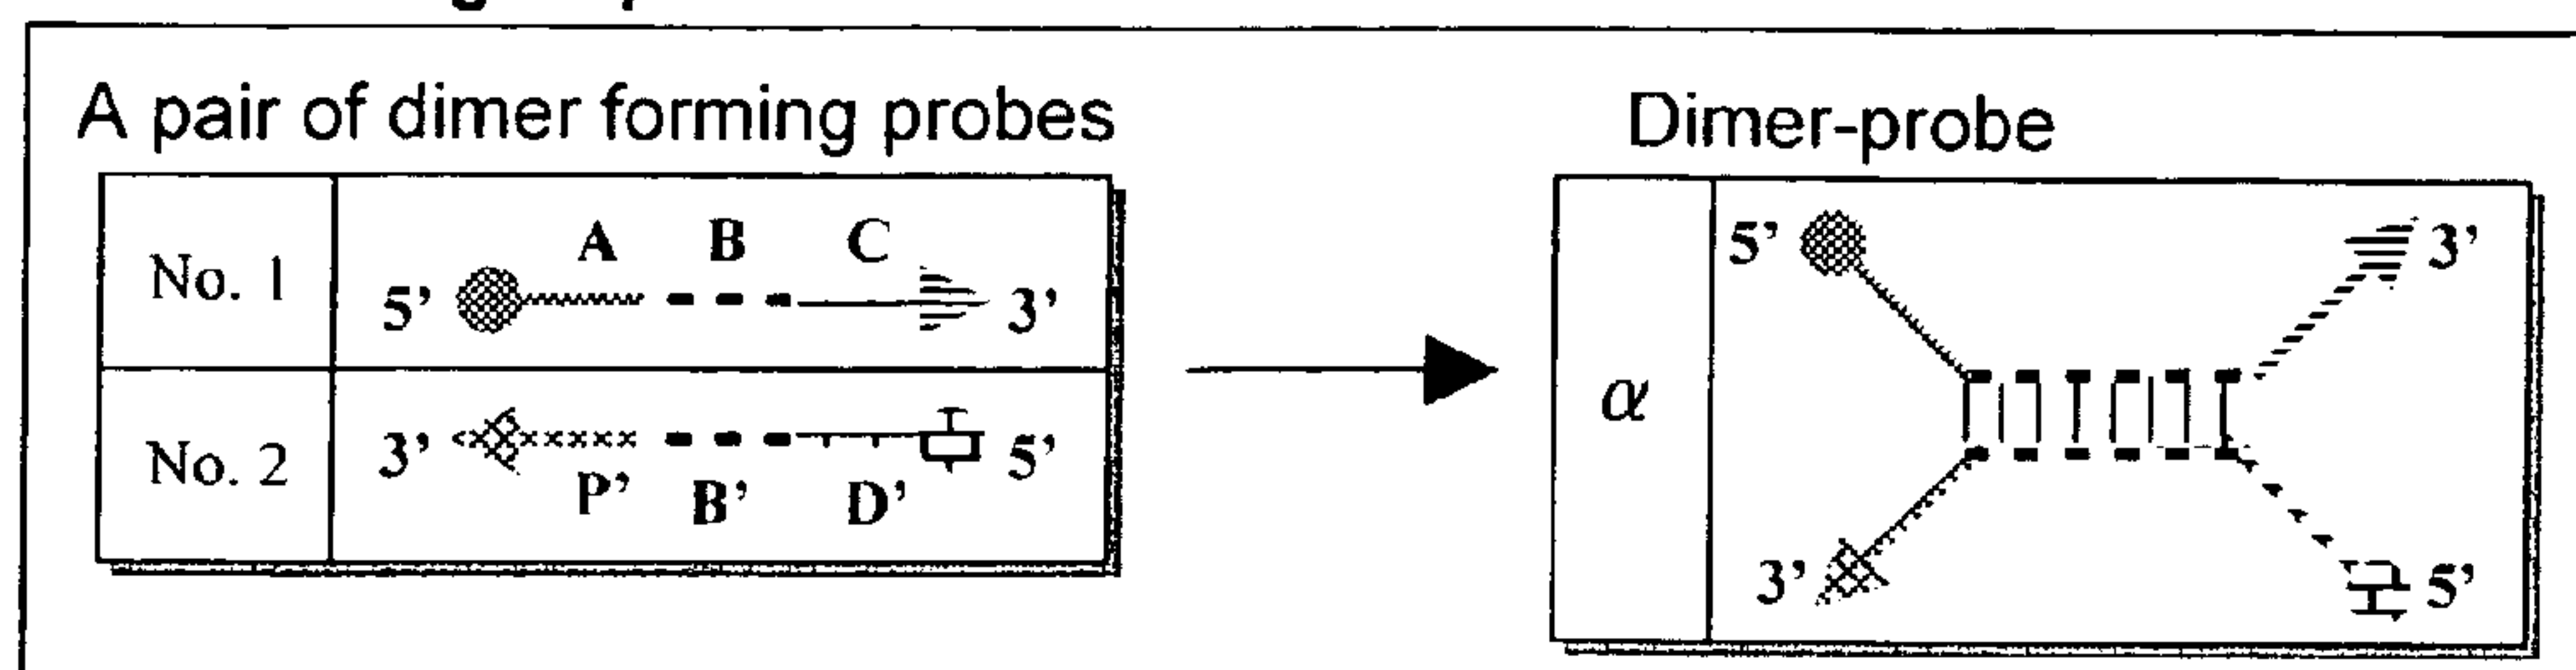 A pair of dimer forming probes
Dimer-probe
No. 1
A B C
5’ 3’
No. 2
3’ 5’
P’ B’ D’
α
5’ 3’
3’ 5’